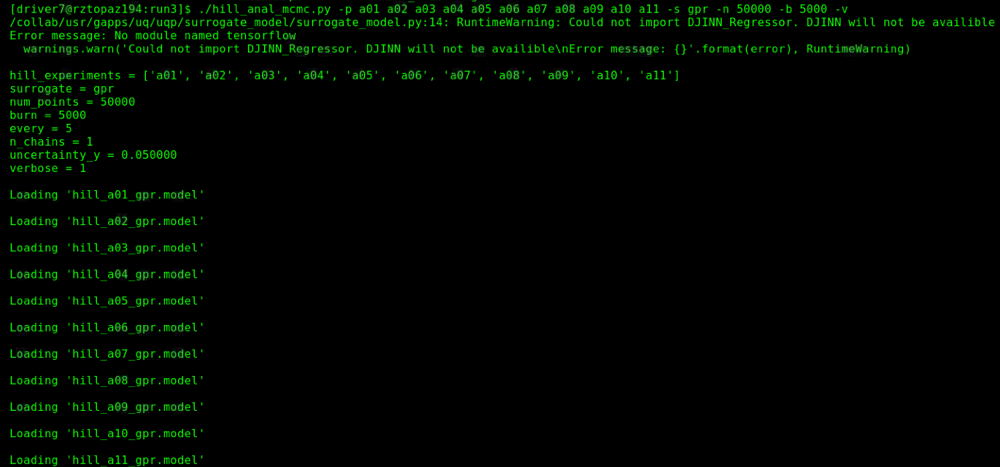 [driver7@rztopaz194:run3]$ ./hill_anal_mcmc.py -p a01 a02 a03 a04 a05 a06 a07 a08 a09 a10 a11 -s gpr -n 50000 -b 5000 -v
/collab/usr/gapps/uq/uqp/surrogate_model/surrogate_model.py:14: RuntimeWarning: Could not import DJINN_Regressor. DJINN will not be availible
Error message: No module named tensorflow
  warnings.warn('Could not import DJINN_Regressor. DJINN will not be availible\nError message: {}'.format(error), RuntimeWarning)
hill_experiments = ['a01', 'a02', 'a03', 'a04', 'a05', 'a06', 'a07', 'a08', 'a09', 'a10', 'a11']
surrogate = gpr
num_points = 50000
burn = 5000
every = 5
n_chains = 1
uncertainty_y = 0.050000
verbose = 1
Loading 'hill_a01_gpr.model'
Loading 'hill_a02_gpr.model'
Loading 'hill_a03_gpr.model'
Loading 'hill_a04_gpr.model'
Loading 'hill_a05_gpr.model'
Loading 'hill_a06_gpr.model'
Loading 'hill_a07_gpr.model'
Loading 'hill_a08_gpr.model'
Loading 'hill_a09_gpr.model'
Loading 'hill_a10_gpr.model'
Loading 'hill_a11_gpr.model'